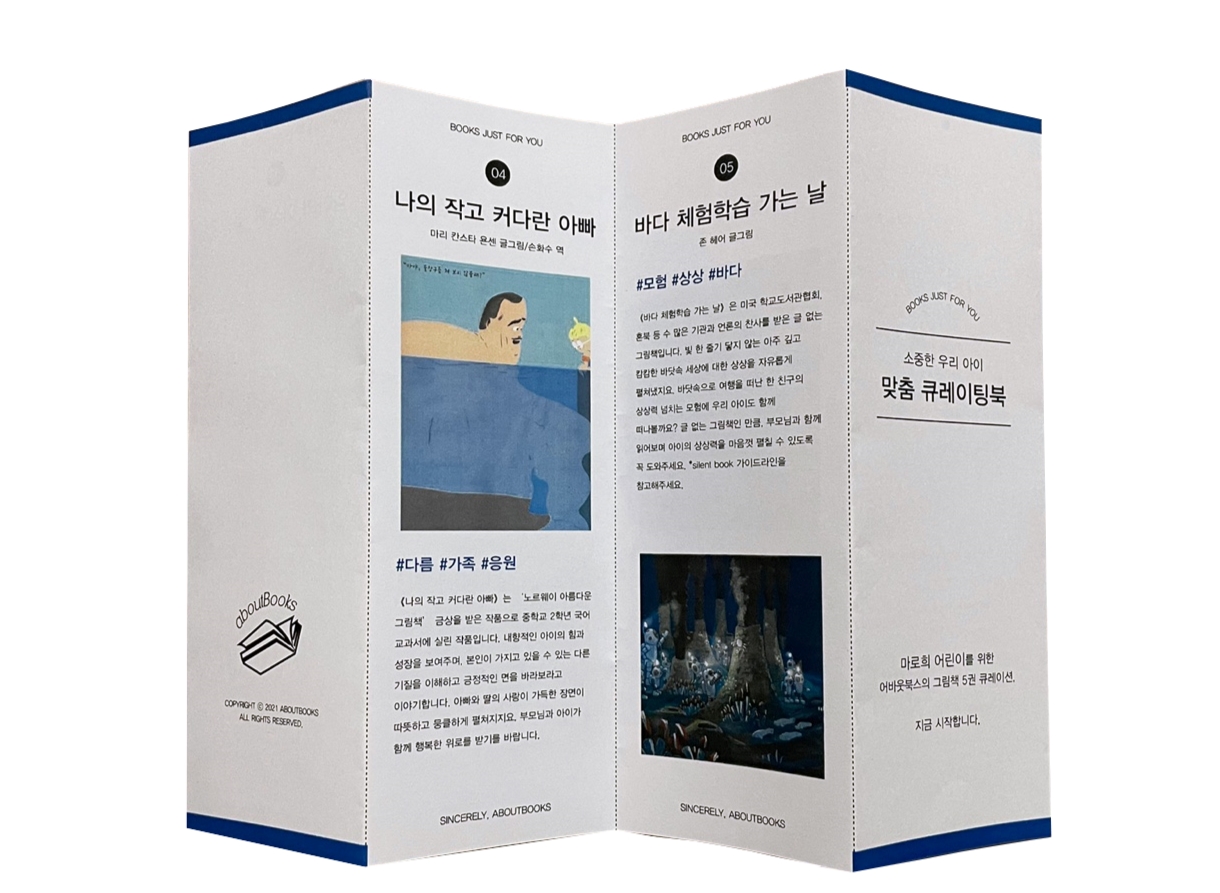 aboutBooks
COPYRIGHT ⓒ 2021 ABOUTBOOKS
ALL RIGHTS RESERVED.
BOOKS JUST FOR YOU
04
나의 작고 커다란 아빠
마리 칸스타 욘센 글그림/손화수 역
#다름 #가족 #응원
《나의 작고 커다란 아빠》는 '노르웨이 아름다운
그림책' 금상을 받은 작품으로 중학교 2학년 국어
교과서에 실린 작품입니다. 내향적인 아이의 힘과
성장을 보여주며, 본인이 가지고 있을 수 있는 다른
기질을 이해하고 긍정적인 면을 바라보라고
이야기합니다. 아빠와 딸의 사랑이 가득한 장면이
따뜻하고 뭉클하게 펼쳐지지요. 부모님과 아이가
함께 행복한 위로를 받기를 바랍니다.
SINCERELY, ABOUTBOOKS
BOOKS JUST FOR YOU
05
바다 체험학습 가는 날
존 헤어 글그림
#모험 #상상 #바다
《바다 체험학습 가는 날》은 미국 학교도서관협회,
혼북 등 수 많은 기관과 언론의 찬사를 받은 글 없는
그림책입니다. 빛 한 줄기 닿지 않는 아주 깊고
캄캄한 바닷속 세상에 대한 상상을 자유롭게
펼쳐냈지요. 바닷속으로 여행을 떠난 한 친구의
상상력 넘치는 모험에 우리 아이도 함께
떠나볼까요? 글 없는 그림책인 만큼, 부모님과 함께
읽어보며 아이의 상상력을 마음껏 펼칠 수 있도록
꼭 도와주세요. *silent book 가이드라인을
참고해주세요.
SINCERELY, ABOUTBOOKS
BOOKS JUST FOR YOU
소중한 우리 아이
맞춤 큐레이팅북
마로희 어린이를 위한
어바웃북스의 그림책 5권 큐레이션.
지금 시작합니다.